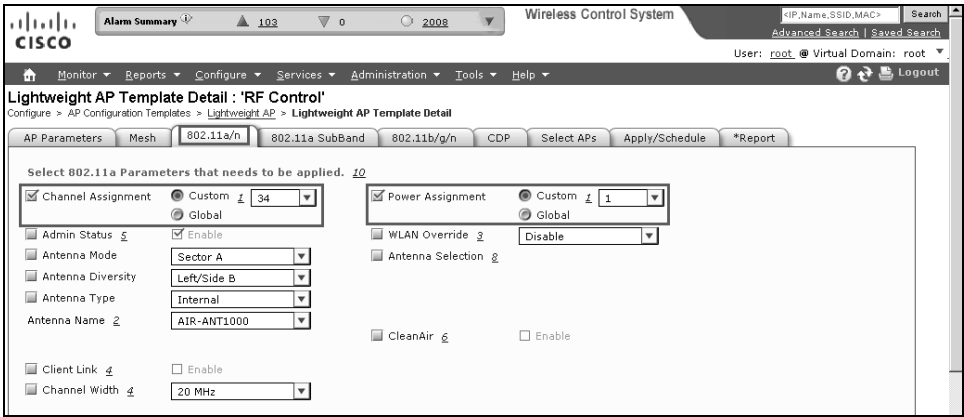 Alarm Summary 103 0 2008 Wireless Control System <IP,Name,SSID,MAC> Search
Advanced Search | Saved Search
CISCO
User: root @ Virtual Domain: root
Monitor Reports Configure Services Administration Tools Help ? Logout
Lightweight AP Template Detail : 'RF Control'
Configure > AP Configuration Templates > Lightweight AP > Lightweight AP Template Detail
AP Parameters Mesh 802.11a/n 802.11a SubBand 802.11b/g/n CDP Select APs Apply/Schedule *Report
Select 802.11a Parameters that needs to be applied. 10
Channel Assignment Custom 1 34 Power Assignment Custom 1 1
Global Global
Admin Status 5 Enable WLAN Override 3 Disable
Antenna Mode Sector A Antenna Selection 8
Antenna Diversity Left/Side B
Antenna Type Internal
Antenna Name 2 AIR-ANT1000
CleanAir 6 Enable
Client Link 4 Enable
Channel Width 4 20 MHz